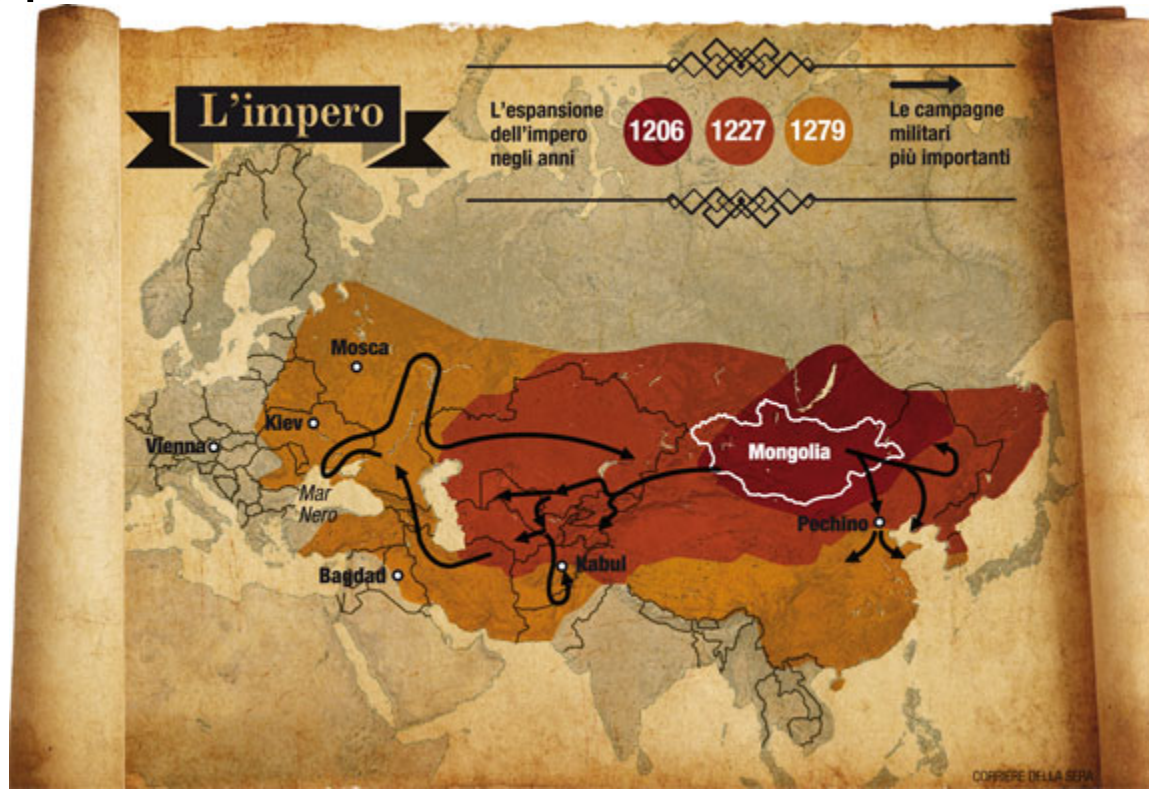 L'impero
L'espansione
dell'impero
negli anni
1206
1227
1279
Le campagne
militari
più importanti
Mosca
Kiev
Vienna
Mar
Nero
Mongolia
Pechino
Bagdad
Kabul
CORRIERE DELLA SERA